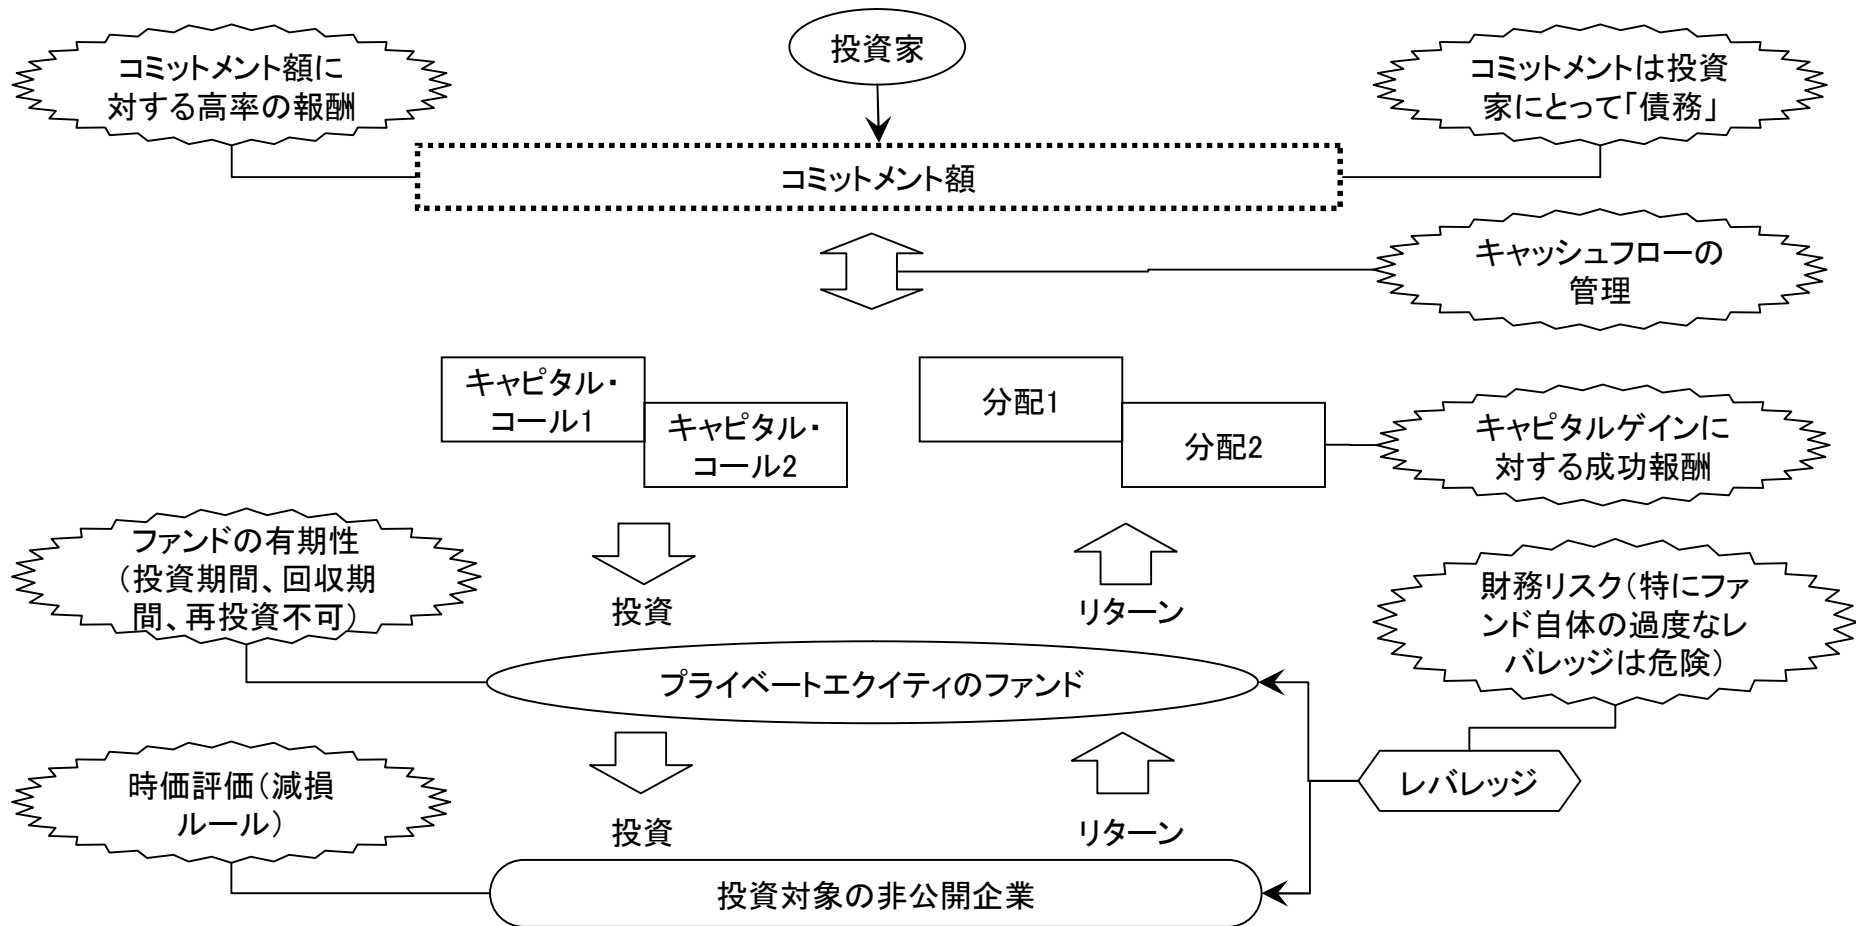 投資家
コミットメント額に
対する高率の報酬
コミットメントは投資
家にとって「債務」
コミットメント額
キャッシュフローの
管理
キャピタル・
コール1
キャピタル・
コール2
分配1
分配2
キャピタルゲインに
対する成功報酬
ファンドの有期性
（投資期間、回収期
間、再投資不可）
投資
リターン
財務リスク（特にファ
ンド自体の過度なレ
バレッジは危険）
プライベートエクイティのファンド
時価評価（減損
ルール）
投資
リターン
レバレッジ
投資対象の非公開企業